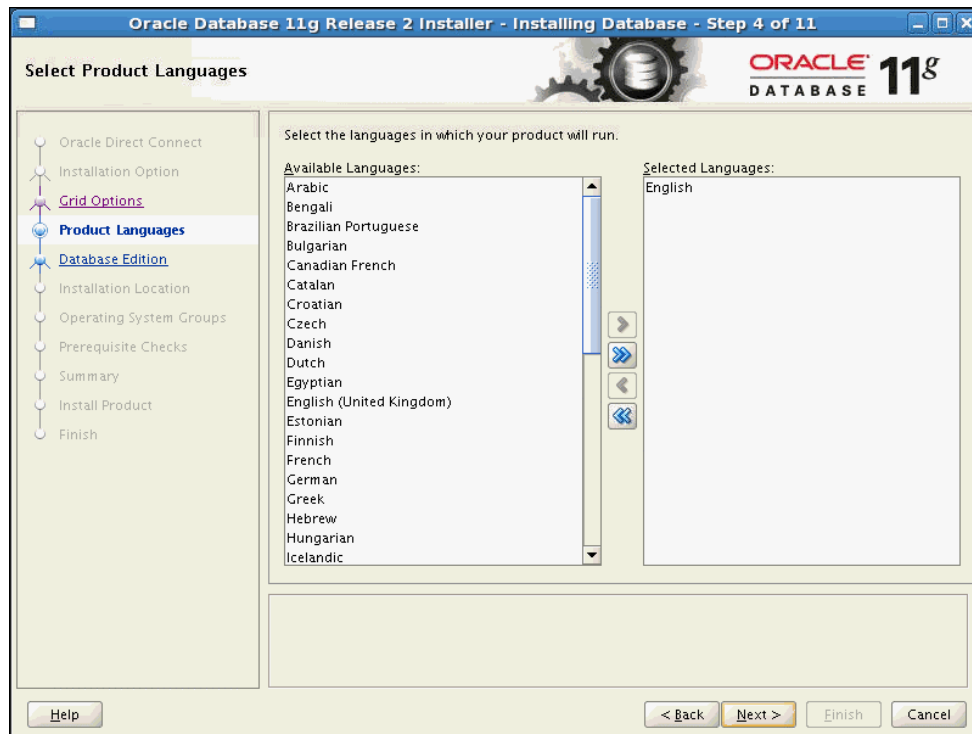 Oracle Database 11g Release 2 Installer - Installing Database - Step 4 of 11
Select Product Languages
ORACLE
DATABASE
11g
Oracle Direct Connect
Installation Option
Grid Options
Product Languages
Database Edition
Installation Location
Operating System Groups
Prerequisite Checks
Summary
Install Product
Finish
Select the languages in which your product will run.
Available Languages:
Arabic
Bengali
Brazilian Portuguese
Bulgarian
Canadian French
Catalan
Croatian
Czech
Danish
Dutch
Egyptian
English (United Kingdom)
Estonian
Finnish
French
German
Greek
Hebrew
Hungarian
Icelandic
Selected Languages:
English
Help
< Back
Next >
Finish
Cancel